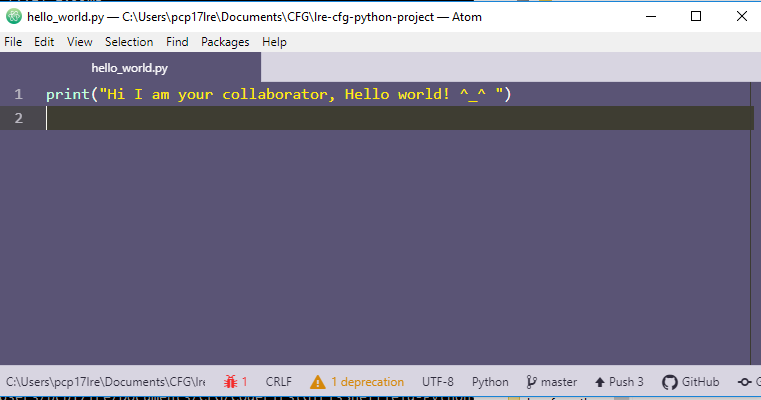 hello_world.py — C:\Users\pcp17lre\Documents\CFG\lre-cfg-python-project — Atom
File Edit View Selection Find Packages Help
hello_world.py
1 print("Hi I am your collaborator, Hello world! ^_^ ")
2
C:\Users\pcp17lre\Documents\CFG\lre 1 CRLF 1 deprecation UTF-8 Python master Push 3 GitHub G